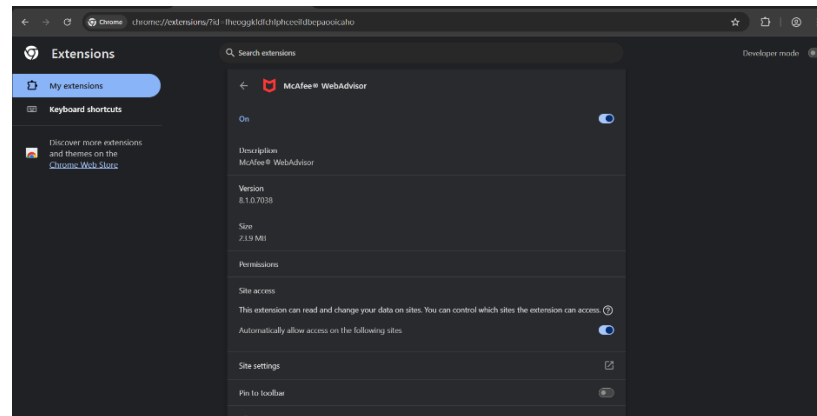 Chrome
chrome://extensions/?id=fheoggkfdfchfphceeifdbepaooicaho
Extensions
Search extensions
Developer mode
My extensions
Keyboard shortcuts
Discover more extensions
and themes on the
Chrome Web Store
McAfee® WebAdvisor
On
Description
McAfee® WebAdvisor
Version
8.1.0.7038
Size
23.9 MB
Permissions
Site access
This extension can read and change your data on sites. You can control which sites the extension can access.
Automatically allow access on the following sites
Site settings
Pin to toolbar